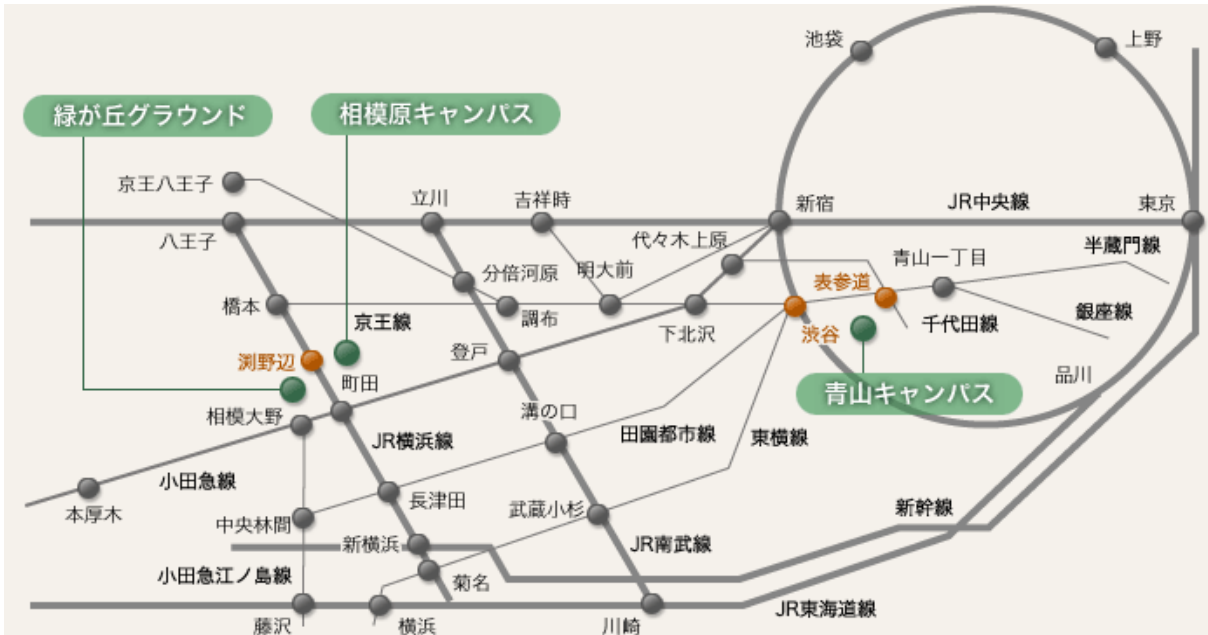 池袋
上野
緑が丘グラウンド
相模原キャンパス
京王八王子
立川
吉祥時
新宿
JR中央線
東京
八王子
代々木上原
半蔵門線
分倍河原
明大前
青山一丁目
表参道
橋本
京王線
調布
下北沢
渋谷
千代田線
銀座線
渕野辺
登戸
町田
品川
青山キャンパス
相模大野
溝の口
JR横浜線
田園都市線
東横線
小田急線
本厚木
長津田
武蔵小杉
新幹線
中央林間
新横浜
JR南武線
小田急江ノ島線
菊名
藤沢
横浜
川崎
JR東海道線